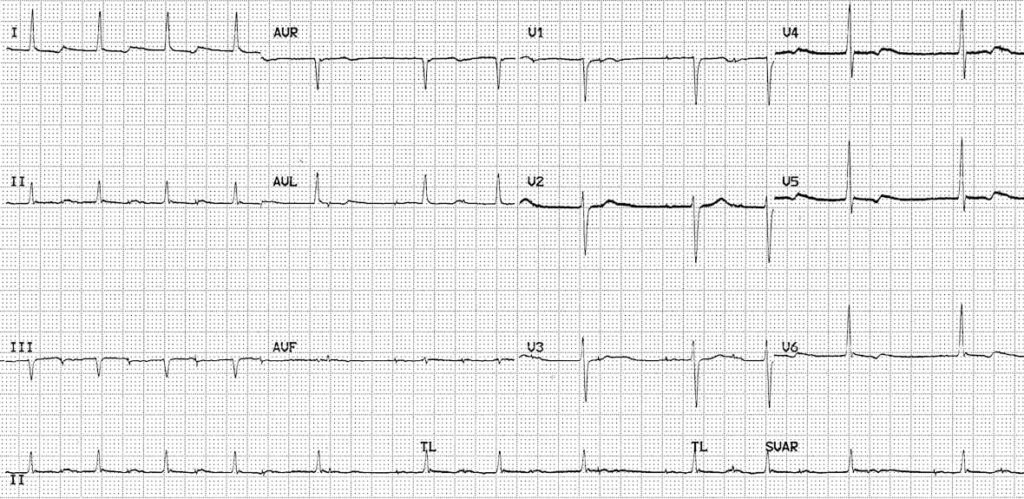 I AVR V1 V4
II AVL V2 V5
III AVF V3 V6
TL TL SVAR
II